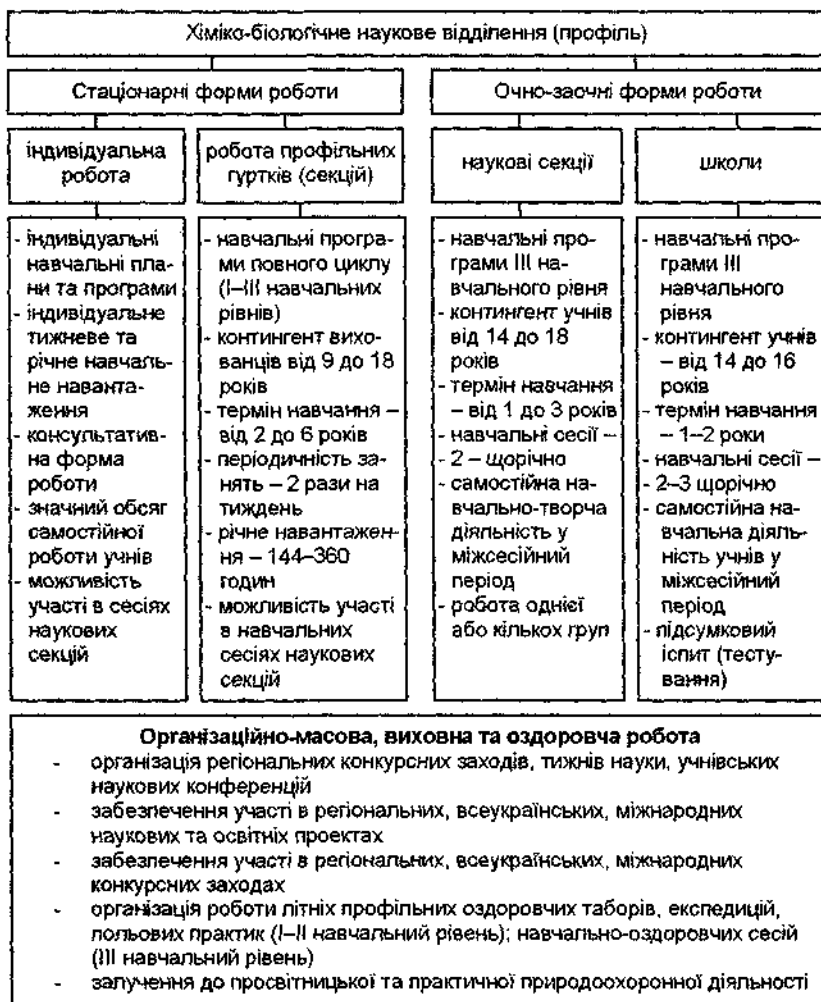 Хіміко-біологічне наукове відділення (профіль)
Стаціонарні форми роботи
Очно-заочні форми роботи
індивідуальна
робота
робота профільних
гуртків (секцій)
наукові секції
школи
- індивідуальні
навчальні пла-
ни та програми
- індивідуальне
тижневе та
річне навчаль-
не наванта-
ження
- консультатив-
на форма
роботи
- значний обсяг
самостійної
роботи учнів
- можливість
участі в сесіях
наукових
секцій
- навчальні програ-
ми повного циклу
(І–ІІІ навчальних
рівнів)
- контингент вихо-
ванців від 9 до 18
років
- термін навчання –
від 2 до 6 років
- періодичність за-
нять – 2 рази на
тиждень
- річне навантажен-
ня – 144–360
годин
- можливість участі
в навчальних
сесіях наукових
секцій
- навчальні про-
грами ІІІ на-
вчального рівня
- контингент учнів
від 14 до 18
років
- термін навчання
– від 1 до 3 років
- навчальні сесії –
2 – щорічно
- самостійна на-
вчально-творча
діяльність у
міжсесійний
період
- робота однієї
або кількох груп
- навчальні про-
грами ІІІ
навчального
рівня
- контингент учнів
– від 14 до 16
років
- термін навчання
– 1–2 роки
- навчальні сесії –
2–3 щорічно
- самостійна на-
вчальна діяль-
ність учнів у
міжсесійний
період
- підсумковий
іспит (тесту-
вання)
Організаційно-масова, виховна та оздоровча робота
- організація регіональних конкурсних заходів, тижнів науки, учнівських
наукових конференцій
- забезпечення участі в регіональних, всеукраїнських, міжнародних
наукових та освітніх проектах
- забезпечення участі в регіональних, всеукраїнських, міжнародних
конкурсних заходах
- організація роботи літніх профільних оздоровчих таборів, експедицій,
польових практик (І–ІІ навчальний рівень); навчально-оздоровчих сесій
(ІІІ навчальний рівень)
- залучення до просвітницької та практичної природоохоронної діяльності